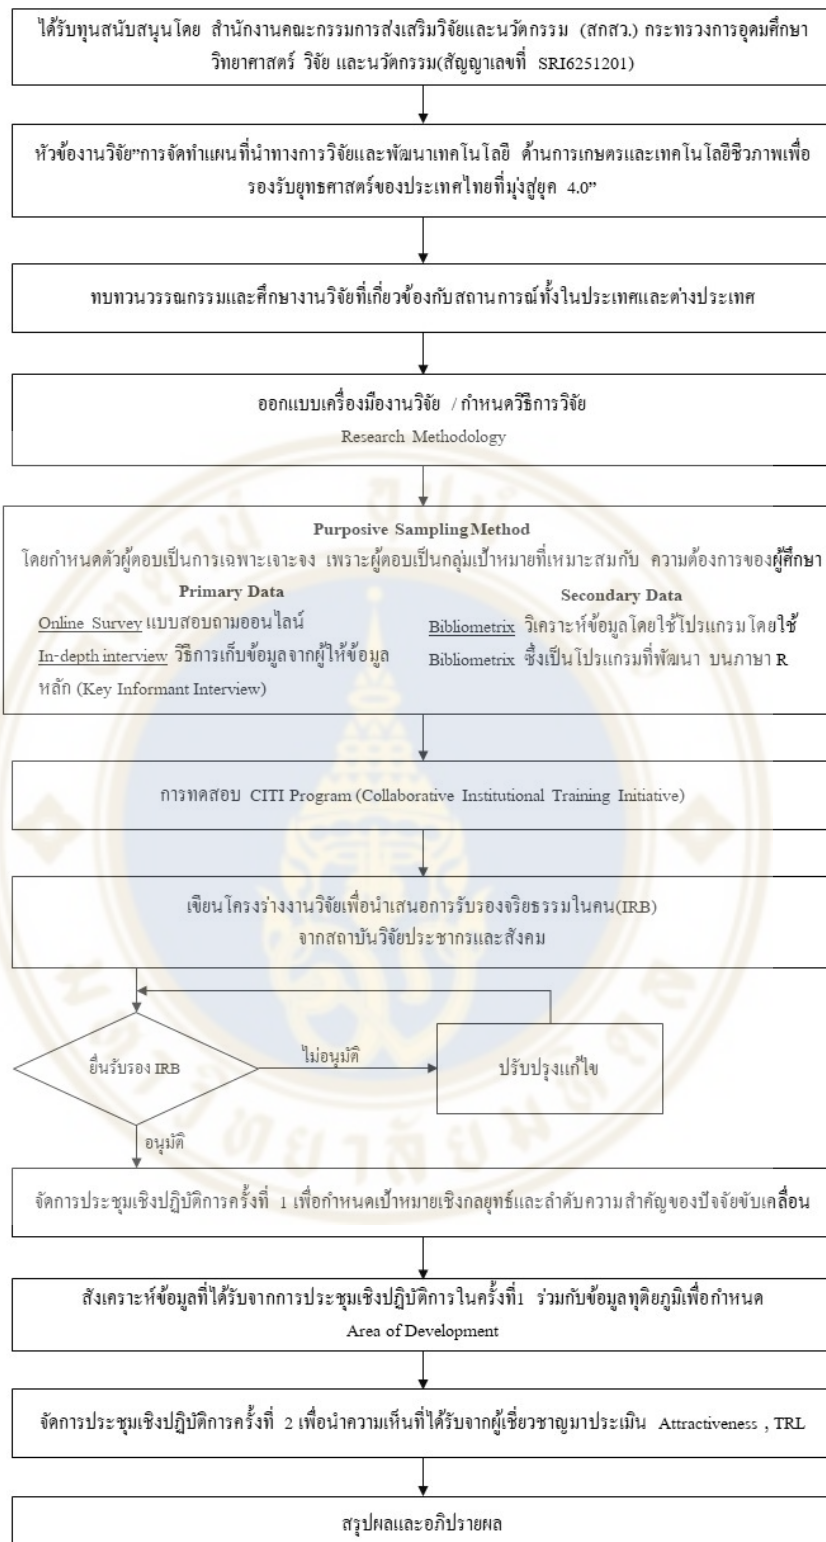 ได้รับทุนสนับสนุนโดย สำนักงานคณะกรรมการส่งเสริมวิจัยและนวัตกรรม (สกสว.) กระทรวงการอุดมศึกษา
วิทยาศาสตร์ วิจัย และนวัตกรรม(สัญญาเลขที่ SRI6251201)
หัวข้องานวิจัย"การจัดทำแผนที่นำทางการวิจัยและพัฒนาเทคโนโลยี ด้านการเกษตรและเทคโนโลยีชีวภาพเพื่อ
รองรับยุทธศาสตร์ของประเทศไทยที่มุ่งสู่ยุค 4.0”
ทบทวนวรรณกรรมและศึกษางานวิจัยที่เกี่ยวข้องกับสถานการณ์ทั้งในประเทศและต่างประเทศ
ออกแบบเครื่องมืองานวิจัย / กำหนดวิธีการวิจัย
Research Methodology
Purposive Sampling Method
โดยกำหนดตัวผู้ตอบเป็นการเฉพาะเจาะจง เพราะผู้ตอบเป็นกลุ่มเป้าหมายที่เหมาะสมกับ ความต้องการของผู้ศึกษา
Primary Data
Online Survey แบบสอบถามออนไลน์
In-depth interview วิธีการเก็บข้อมูลจากผู้ให้ข้อมูล
หลัก (Key Informant Interview)
Secondary Data
Bibliometrix วิเคราะห์ข้อมูลโดยใช้โปรแกรม โดยใช้
Bibliometrix ซึ่งเป็นโปรแกรมที่พัฒนา บนภาษา R
การทดสอบ CITI Program (Collaborative Institutional Training Initiative)
เขียนโครงร่างงานวิจัยเพื่อนำเสนอการรับรองจริยธรรมในคน(IRB)
จากสถาบันวิจัยประชากรและสังคม
ยื่นรับรอง IRB
ไม่อนุมัติ
ปรับปรุงแก้ไข
อนุมัติ
จัดการประชุมเชิงปฏิบัติการครั้งที่ 1 เพื่อกำหนดเป้าหมายเชิงกลยุทธ์และลำดับความสำคัญของปัจจัยขับเคลื่อน
สังเคราะห์ข้อมูลที่ได้รับจากการประชุมเชิงปฏิบัติการในครั้งที่1 ร่วมกับข้อมูลทุติยภูมิเพื่อกำหนด
Area of Development
จัดการประชุมเชิงปฏิบัติการครั้งที่ 2 เพื่อนำความเห็นที่ได้รับจากผู้เชี่ยวชาญมาประเมิน Attractiveness , TRL
สรุปผลและอภิปรายผล
มหาวิทยาลัยมหิดล